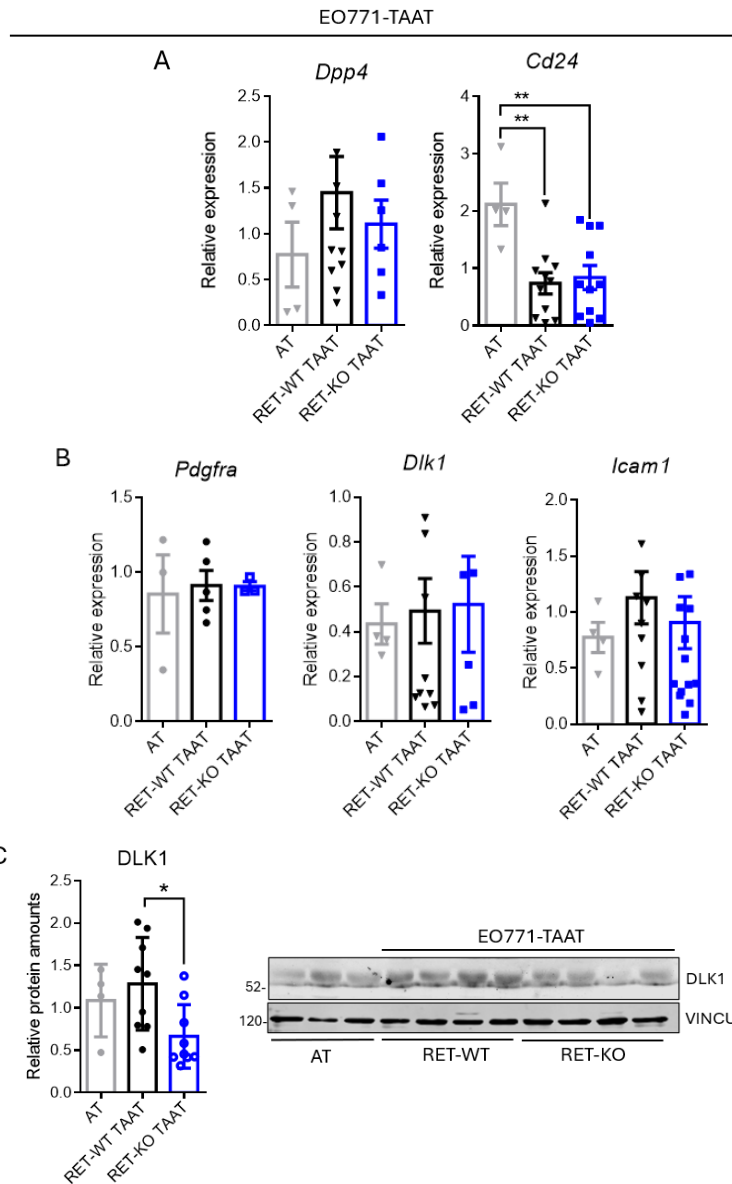 EO771-TAAT
A
Dpp4
Cd24
Relative expression
2.5
2.0
1.5
1.0
0.5
0.0
AT
RET-WT TAAT
RET-KO TAAT
Relative expression
4
3
2
1
0
**
**
AT
RET-WT TAAT
RET-KO TAAT
B
Pdgfra
Dlk1
Icam1
Relative expression
1.5
1.0
0.5
0.0
AT
RET-WT TAAT
RET-KO TAAT
Relative expression
1.0
0.8
0.6
0.4
0.2
0.0
AT
RET-WT TAAT
RET-KO TAAT
Relative expression
2.0
1.5
1.0
0.5
0.0
AT
RET-WT TAAT
RET-KO TAAT
C
DLK1
Relative protein amounts
2.5
2.0
1.5
1.0
0.5
0.0
*
AT
RET-WT TAAT
RET-KO TAAT
EO771-TAAT
52-
DLK1
120-
VINCU
AT
RET-WT
RET-KO